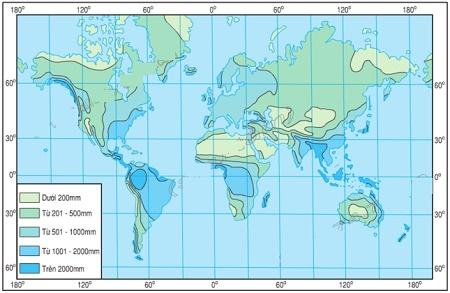 180° 120° 60° 0° 60° 120° 180°
60° 60°
30° 30°
0° 0°
30° 30°
60° 60°
Dưới 200mm
Từ 201 - 500mm
Từ 501 - 1000mm
Từ 1001 - 2000mm
Trên 2000mm
180° 120° 60° 0° 60° 120° 180°